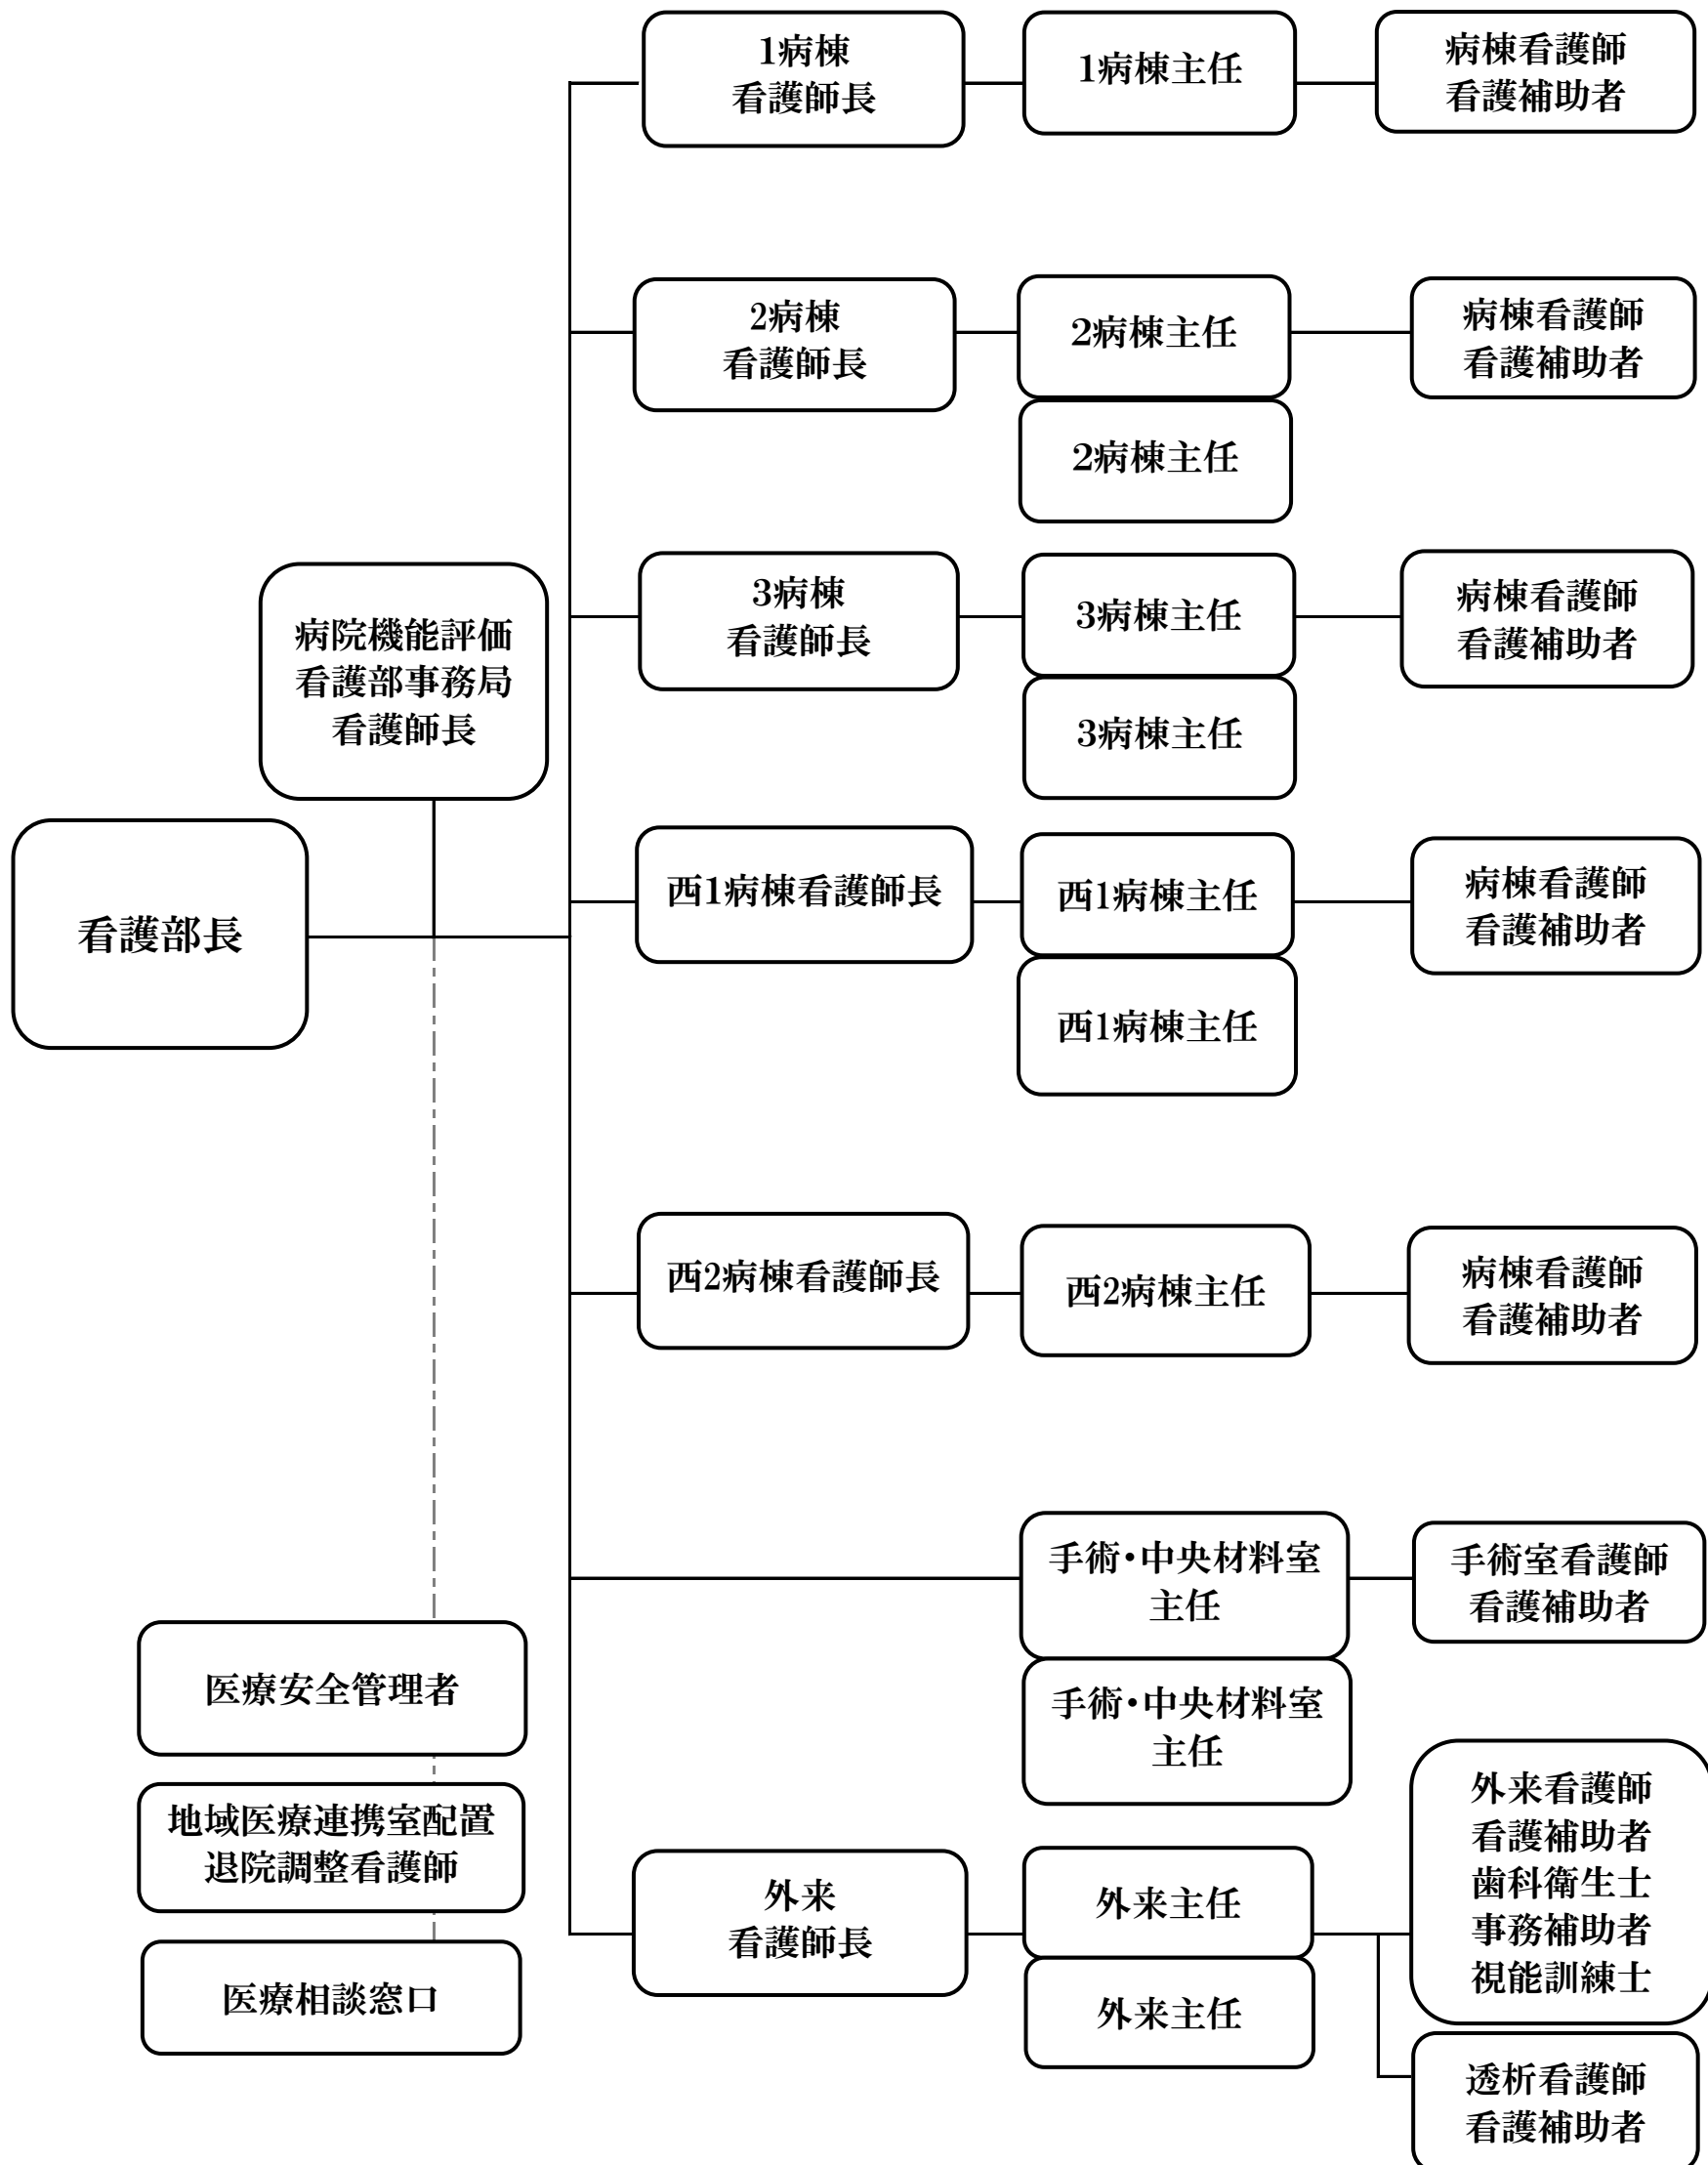 1病棟
看護師長
1病棟主任
病棟看護師
看護補助者
2病棟
看護師長
2病棟主任
2病棟主任
病棟看護師
看護補助者
3病棟
看護師長
3病棟主任
3病棟主任
病棟看護師
看護補助者
病院機能評価
看護部事務局
看護師長
看護部長
西1病棟看護師長
西1病棟主任
西1病棟主任
病棟看護師
看護補助者
西2病棟看護師長
西2病棟主任
病棟看護師
看護補助者
手術・中央材料室
主任
手術・中央材料室
主任
手術室看護師
看護補助者
医療安全管理者
地域医療連携室配置
退院調整看護師
医療相談窓口
外来
看護師長
外来主任
外来主任
外来看護師
看護補助者
歯科衛生士
事務補助者
視能訓練士
透析看護師
看護補助者